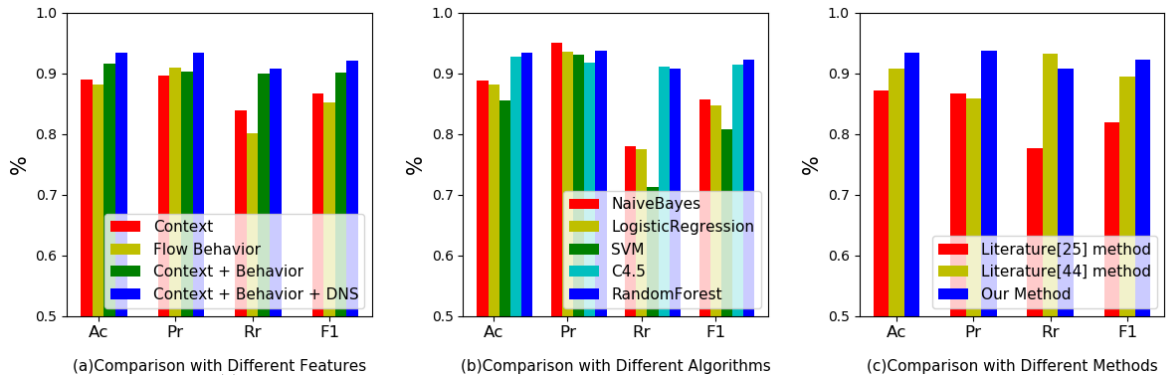 1.0
0.9
0.8
0.7
0.6
0.5
%
Context
Flow Behavior
Context + Behavior
Context + Behavior + DNS
Ac Pr Rr F1
(a)Comparison with Different Features
1.0
0.9
0.8
0.7
0.6
0.5
%
NaiveBayes
LogisticRegression
SVM
C4.5
RandomForest
Ac Pr Rr F1
(b)Comparison with Different Algorithms
1.0
0.9
0.8
0.7
0.6
0.5
%
Literature[25] method
Literature[44] method
Our Method
Ac Pr Rr F1
(c)Comparison with Different Methods